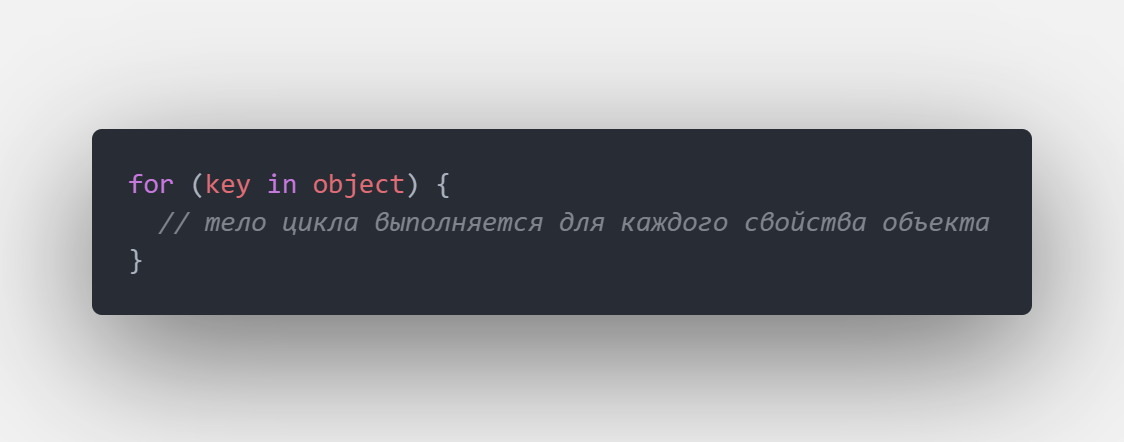 for (key in object) {
  // тело цикла выполняется для каждого свойства объекта
}